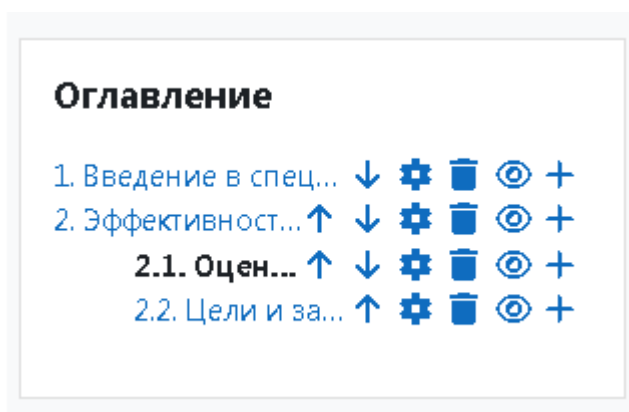 Оглавление
1. Введение в спец...
2. Эффективност...
2.1. Оцен...
2.2. Цели и за...